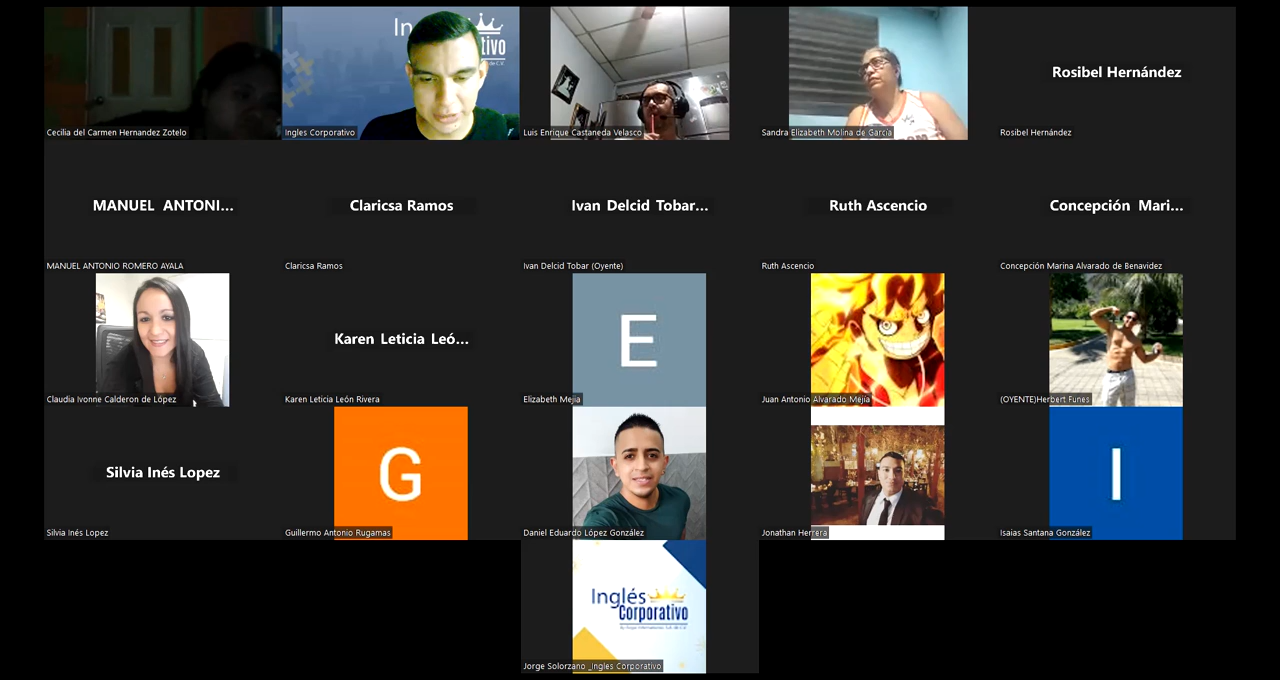 In
tivo
Cecilia del Carmen Hernandez Zotelo
Ingles Corporativo
Luis Enrique Castaneda Velasco
Sandra Elizabeth Molina de García
Rosibel Hernández
Rosibel Hernández
MANUEL ANTONI...
Claricsa Ramos
Ivan Delcid Tobar...
Ruth Ascencio
Concepción Mari...
MANUEL ANTONIO ROMERO AYALA
Claricsa Ramos
Ivan Delcid Tobar (Oyente)
Ruth Ascencio
Concepción Marina Alvarado de Benavidez
Karen Leticia Leó...
E
Claudia Ivonne Calderon de López
Karen Leticia León Rivera
Elizabeth Mejia
Juan Antonio Alvarado Mejía
(OYENTE)Herbert Funes
Silvia Inés Lopez
G
I
Silvia Inés Lopez
Guillermo Antonio Rugamas
Daniel Eduardo López González
Jonathan Herrera
Isaias Santana González
Inglés
Corporativo
Jorge Solorzano _Ingles Corporativo